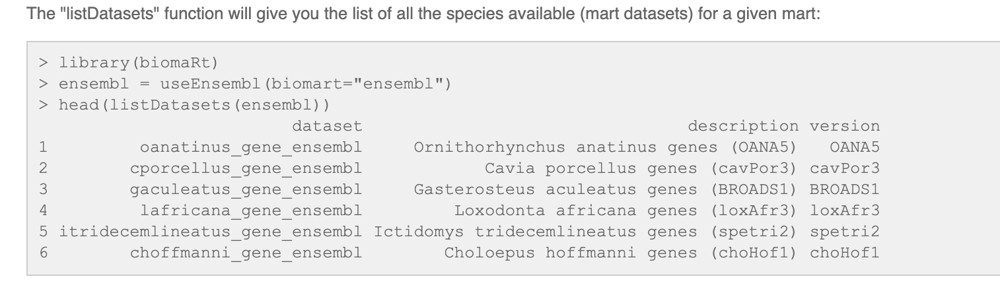 The "listDatasets" function will give you the list of all the species available (mart datasets) for a given mart:
> library(biomaRt)
> ensembl = useEnsembl(biomart="ensembl")
> head(listDatasets(ensembl))
                         dataset                                description version
1         oanatinus_gene_ensembl     Ornithorhynchus anatinus genes (OANA5)   OANA5
2        cporcellus_gene_ensembl            Cavia porcellus genes (cavPor3) cavPor3
3        gaculeatus_gene_ensembl     Gasterosteus aculeatus genes (BROADS1) BROADS1
4         lafricana_gene_ensembl         Loxodonta africana genes (loxAfr3) loxAfr3
5 itridecemlineatus_gene_ensembl Ictidomys tridecemlineatus genes (spetri2) spetri2
6        choffmanni_gene_ensembl        Choloepus hoffmanni genes (choHof1) choHof1